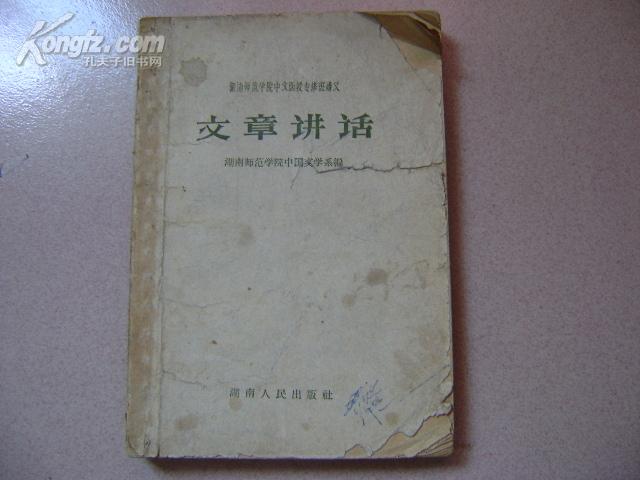 Kongfz.com
孔夫子旧书网
湖南师范学院中文函授专修班讲义
文章讲话
湖南师范学院中国文学系编
湖南人民出版社